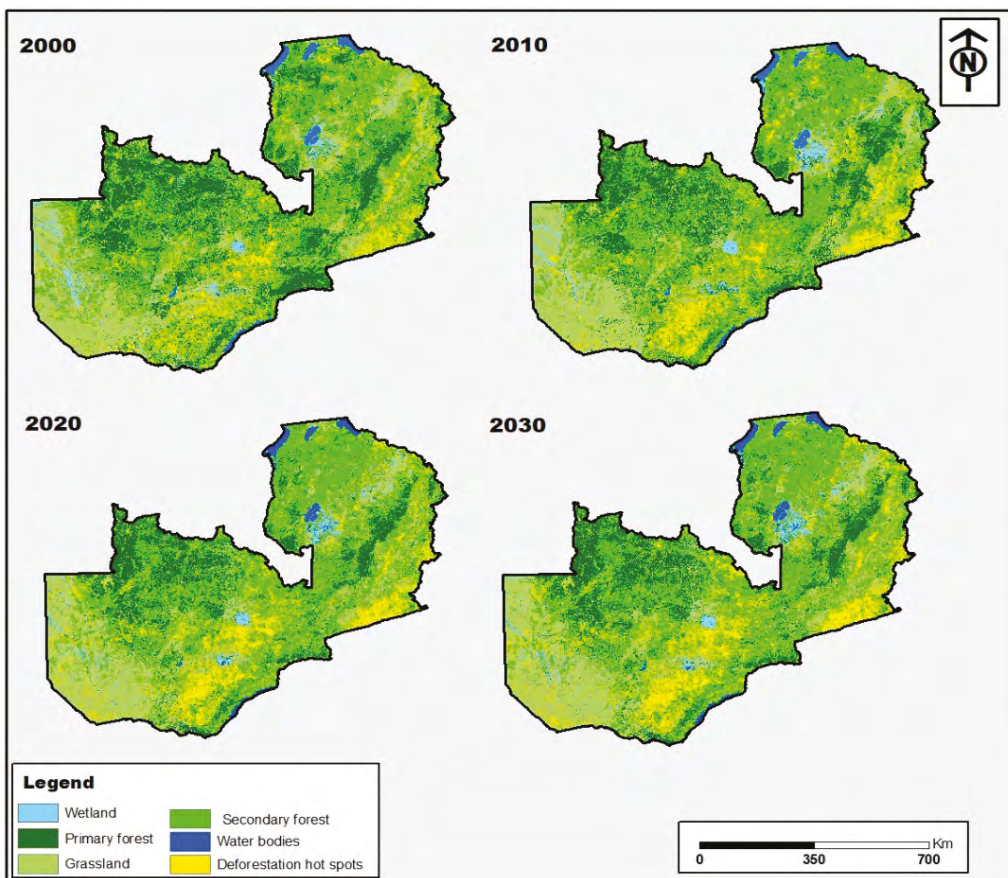 2000
2010
N
2020
2030
Legend
Wetland
Secondary forest
Primary forest
Water bodies
Grassland
Deforestation hot spots
Km
0 350 700